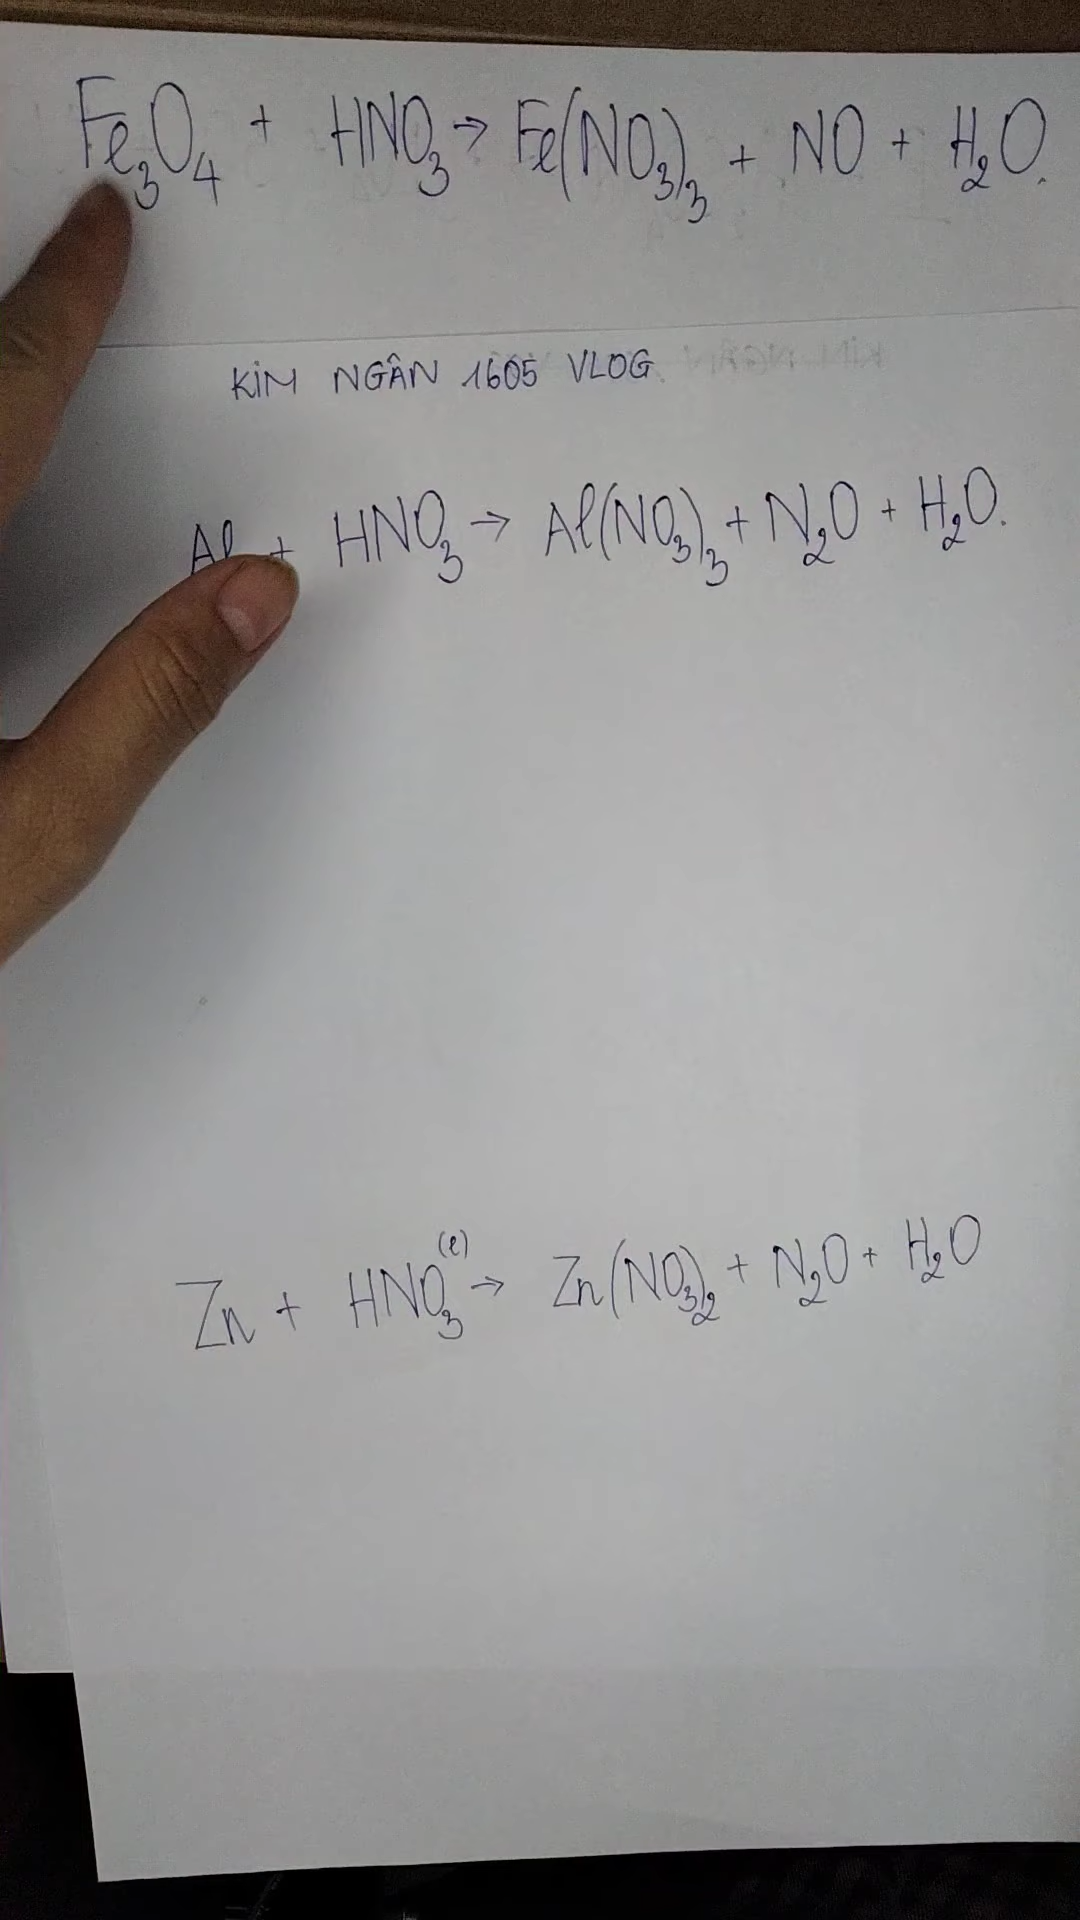 Fe₃O₄ + HNO₃ → Fe(NO₃)₃ + NO + H₂O.
KIM NGÂN 1605 VLOG
Al + HNO₃ → Al(NO₃)₃ + N₂O + H₂O.
Zn + HNO₃(l) → Zn(NO₃)₂ + N₂O + H₂O